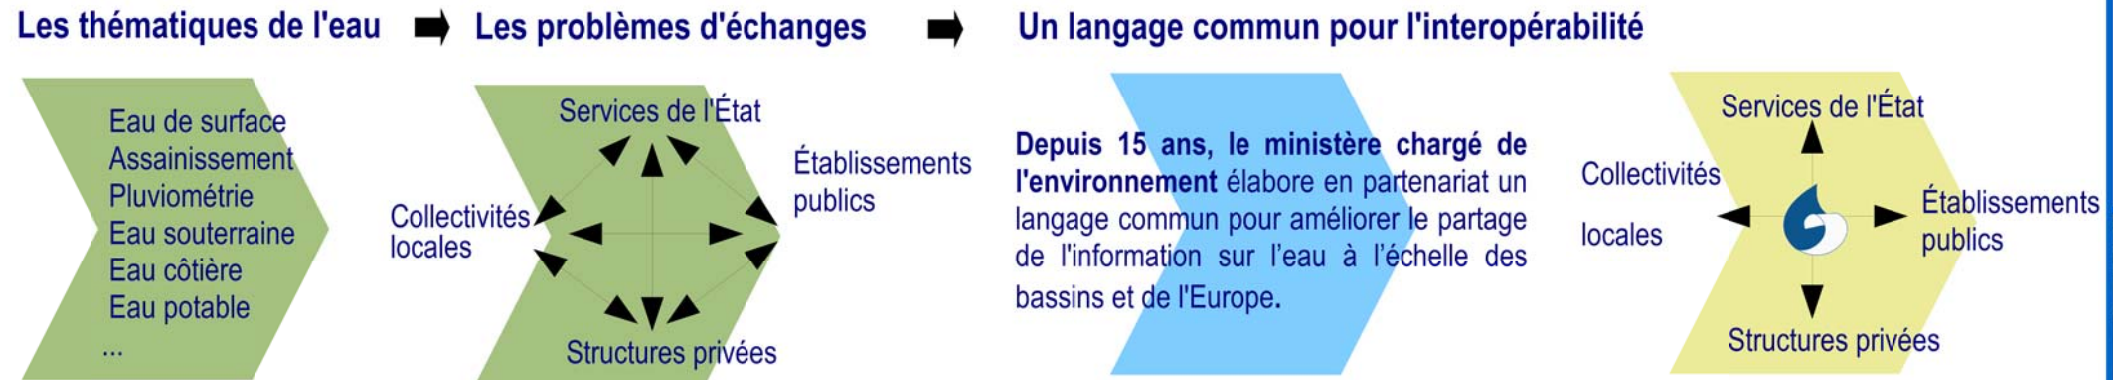 Les thématiques de l'eau
Les problèmes d'échanges
Un langage commun pour l'interopérabilité
Eau de surface
Assainissement
Pluviométrie
Eau souterraine
Eau côtière
Eau potable
...
Services de l'État
Établissements
publics
Collectivités
locales
Structures privées
Depuis 15 ans, le ministère chargé de
l'environnement élabore en partenariat un
langage commun pour améliorer le partage
de l'information sur l'eau à l'échelle des
bassins et de l'Europe.
Services de l'État
Collectivités
locales
Établissements
publics
Structures privées